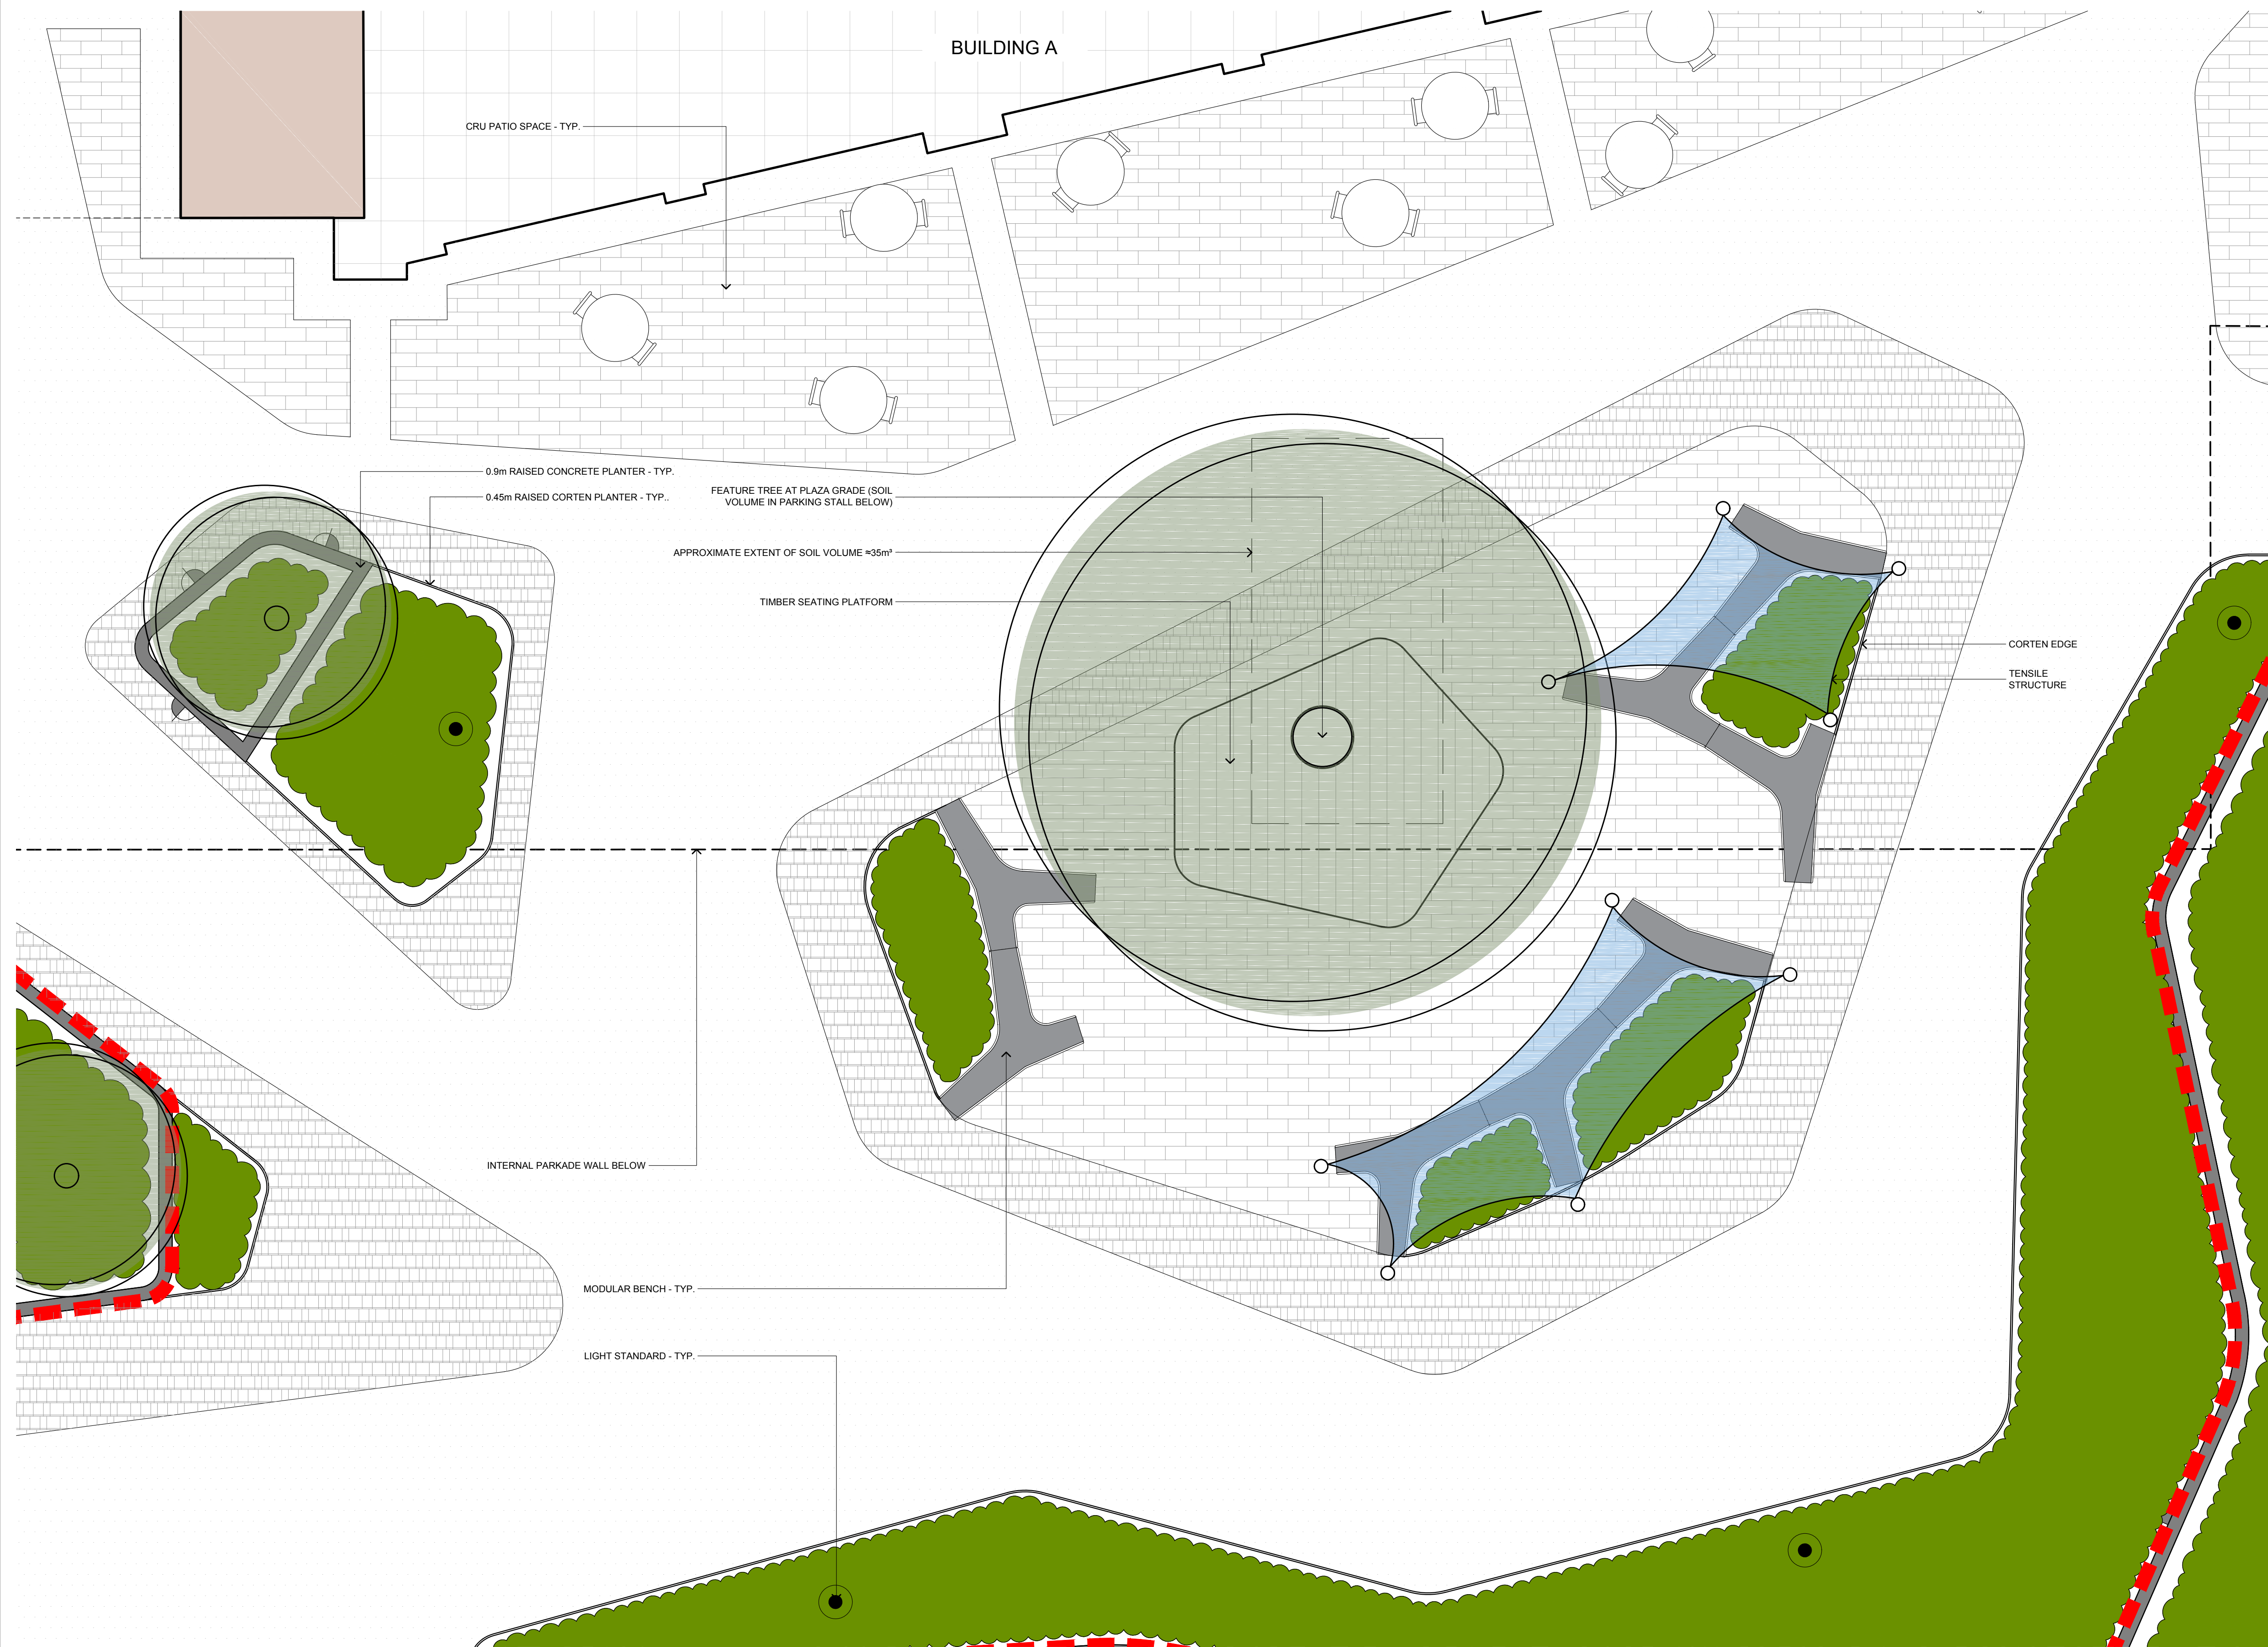 BUILDING A
CRU PATIO SPACE - TYP.
0.9m RAISED CONCRETE PLANTER - TYP.
0.45m RAISED CORTEN PLANTER - TYP..
FEATURE TREE AT PLAZA GRADE (SOIL
VOLUME IN PARKING STALL BELOW)
APPROXIMATE EXTENT OF SOIL VOLUME ≈35m³
TIMBER SEATING PLATFORM
CORTEN EDGE
TENSILE
STRUCTURE
INTERNAL PARKADE WALL BELOW
MODULAR BENCH - TYP.
LIGHT STANDARD - TYP.